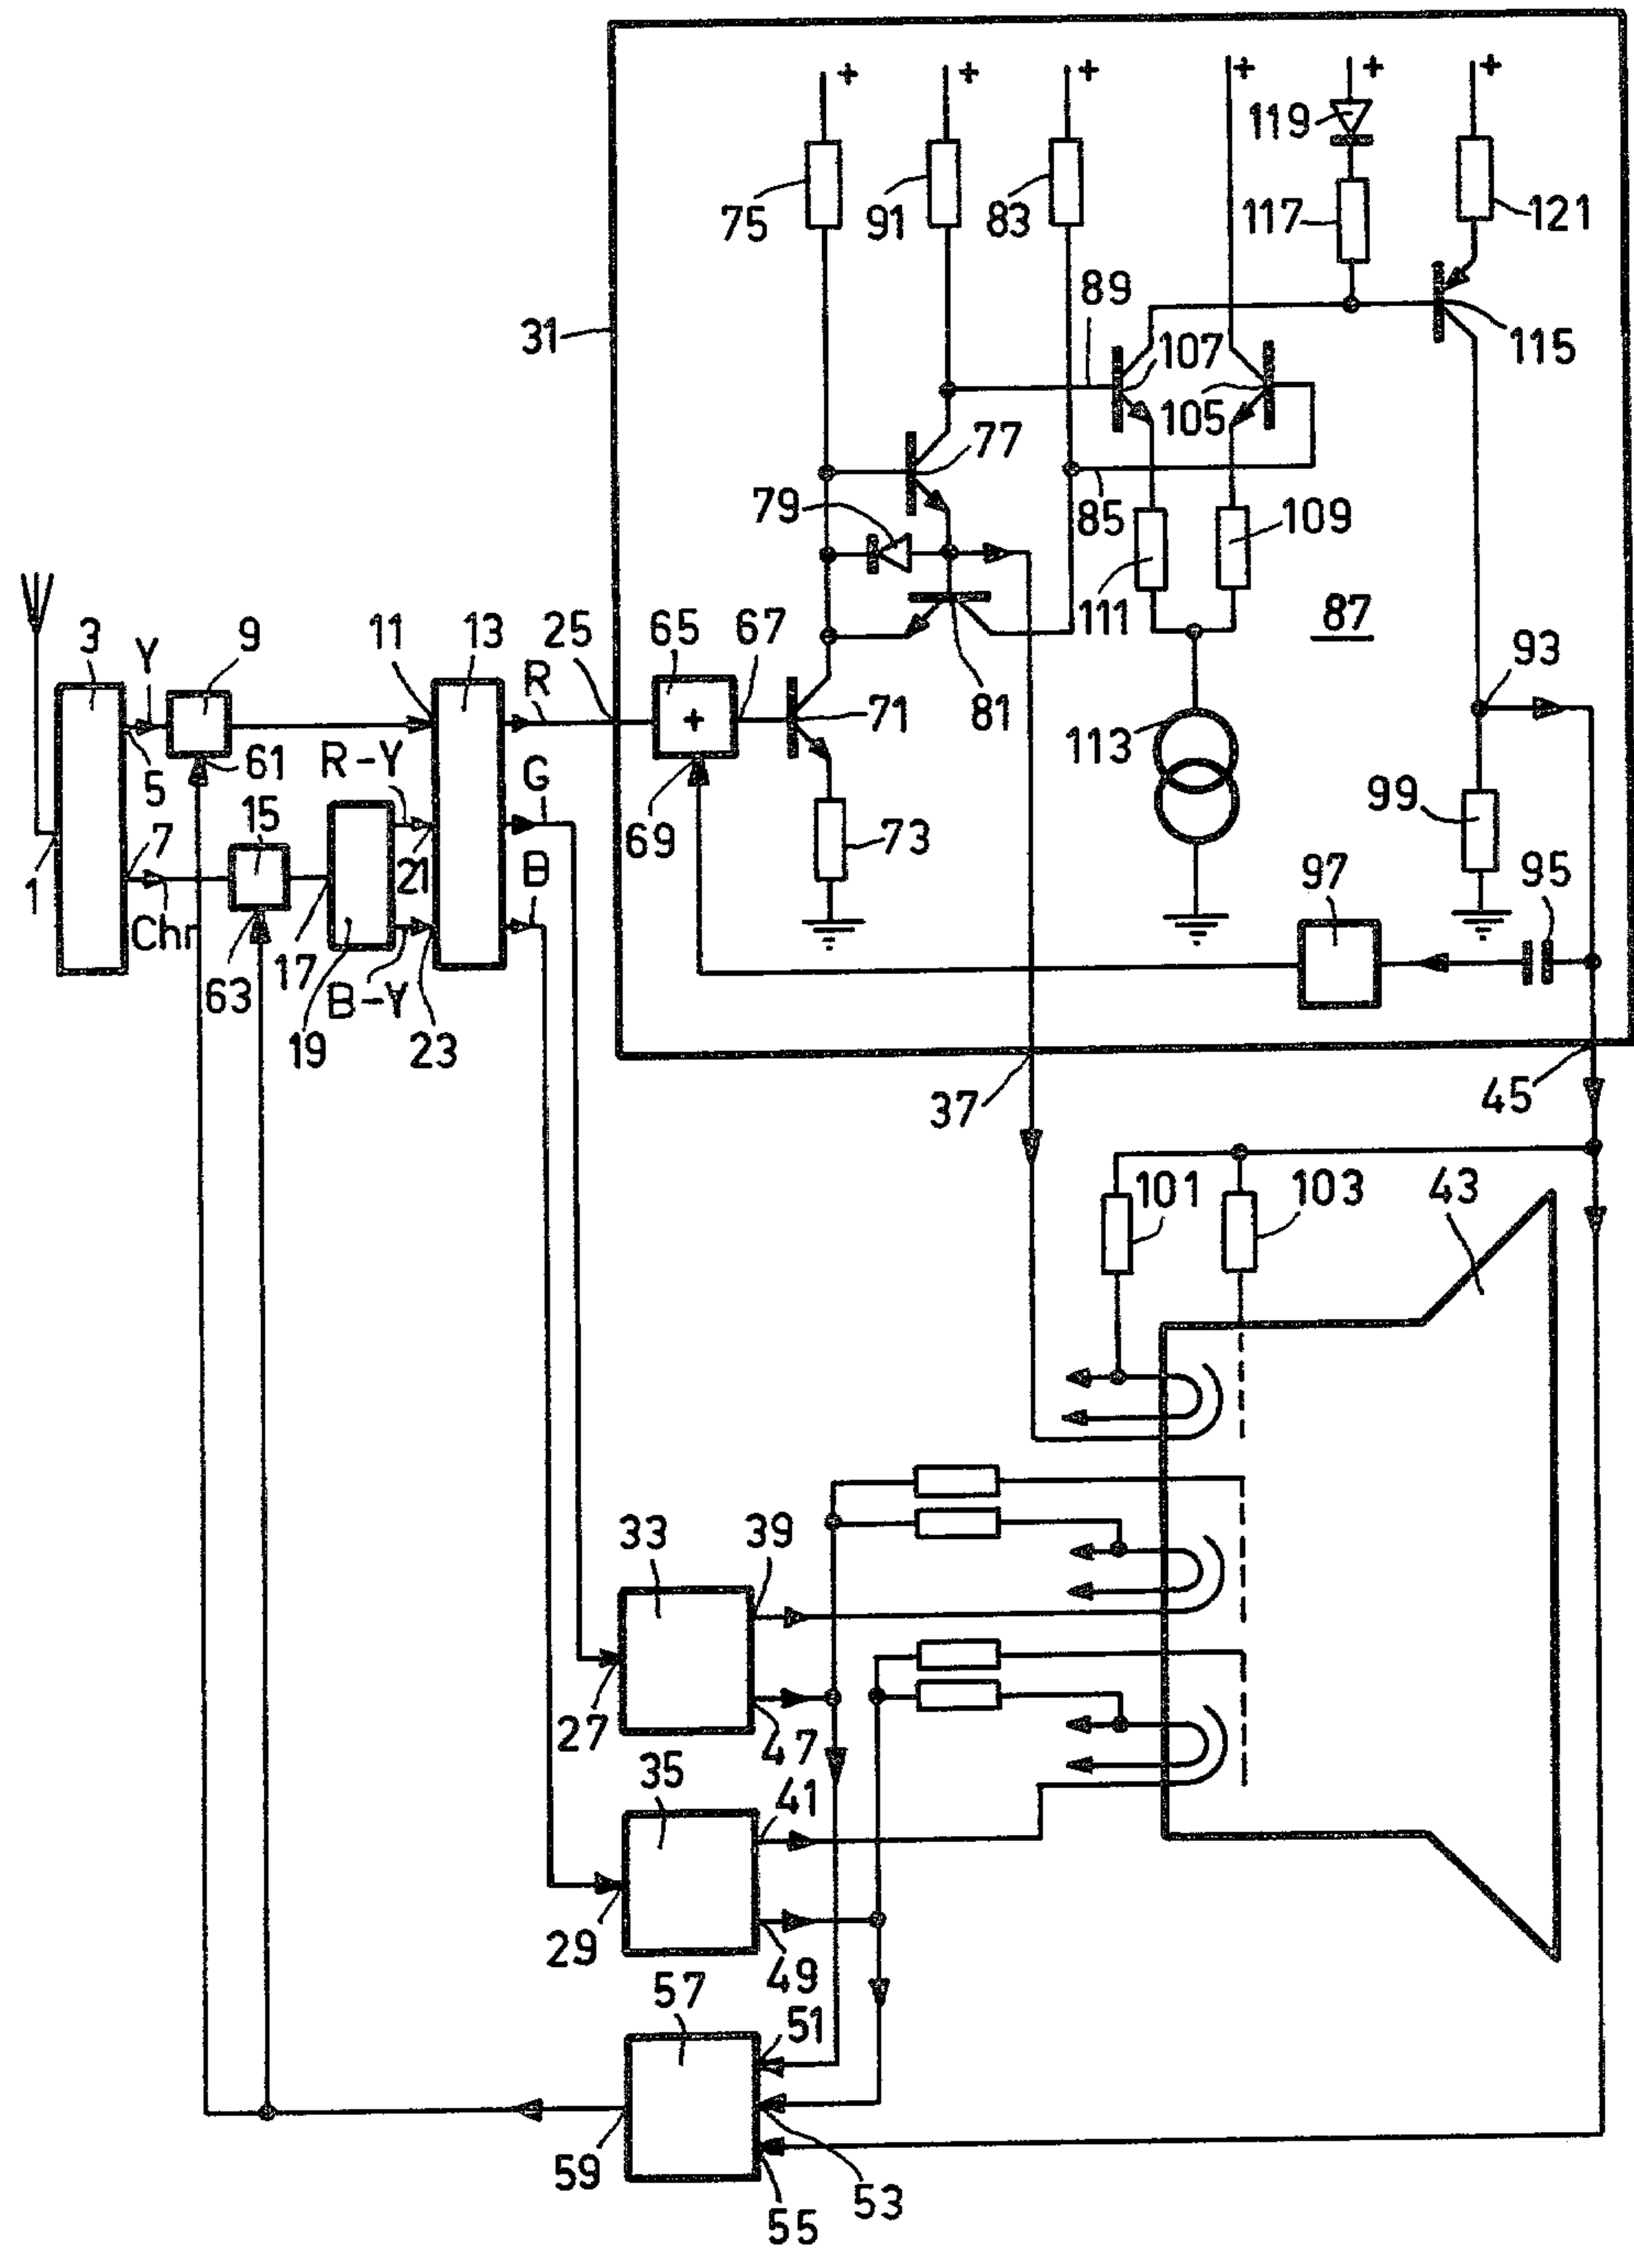 + + + + + +
119
75 91 83 117 121
89
31 107 115
105
77
79 85 109
111 87
3 Y 9 11 13 R 25 65 67 93
+ 71 81
5 61 R-Y G 113
7 15 69 73 99
1 Chr 21 B 97 95
63 17 B-Y
19 23
37 45
101 103 43
33 39
27 47
35 41
29 49
57 51
59 53
55